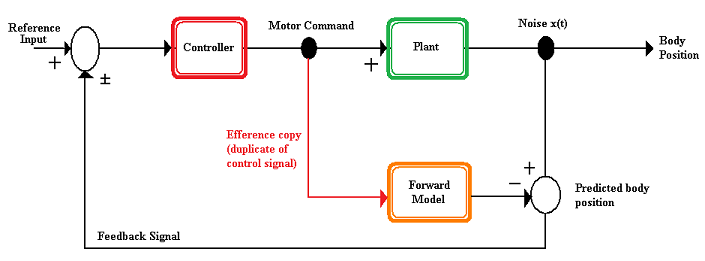 Reference
Input
+
±
Controller
Motor Command
+
Plant
Noise x(t)
Body
Position
Efference copy
(duplicate of
control signal)
Forward
Model
−
+
Predicted body
position
Feedback Signal